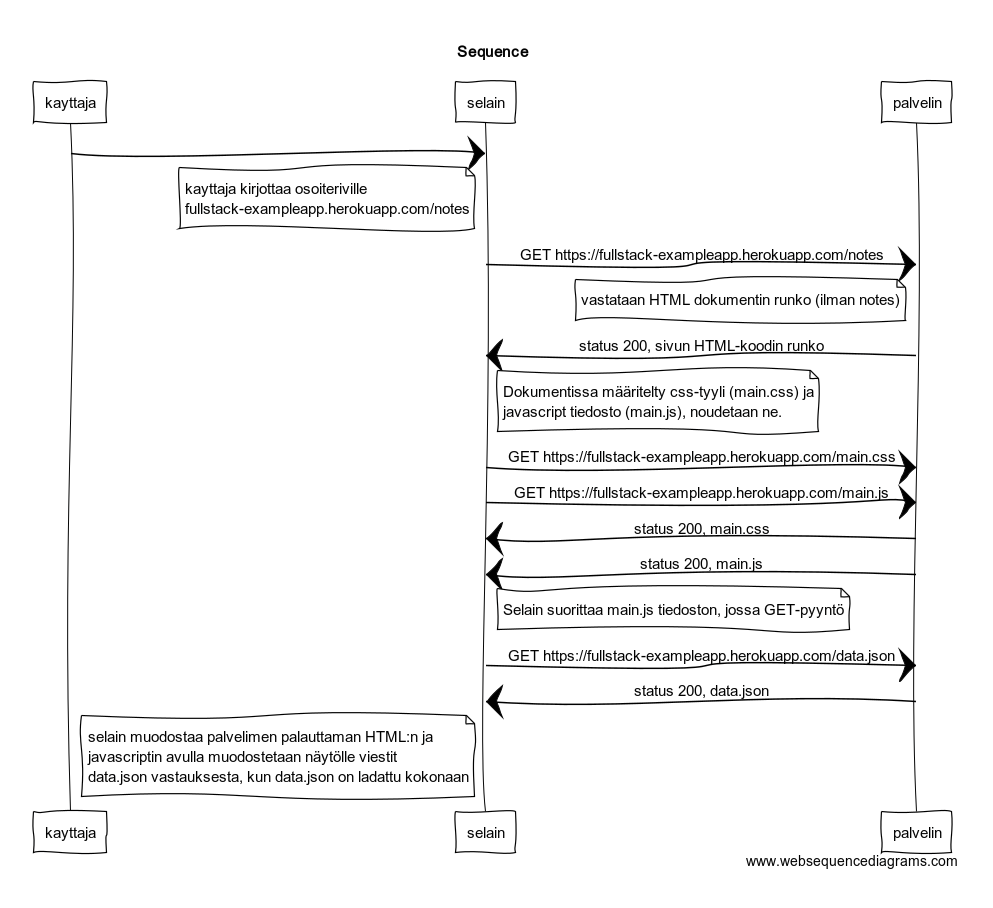 Sequence
kayttaja
selain
palvelin
kayttaja kirjottaa osoiteriville
fullstack-exampleapp.herokuapp.com/notes
GET https://fullstack-exampleapp.herokuapp.com/notes
vastataan HTML dokumentin runko (ilman notes)
status 200, sivun HTML-koodin runko
Dokumentissa määritelty css-tyyli (main.css) ja
javascript tiedosto (main.js), noudetaan ne.
GET https://fullstack-exampleapp.herokuapp.com/main.css
GET https://fullstack-exampleapp.herokuapp.com/main.js
status 200, main.css
status 200, main.js
Selain suorittaa main.js tiedoston, jossa GET-pyyntö
GET https://fullstack-exampleapp.herokuapp.com/data.json
status 200, data.json
selain muodostaa palvelimen palauttaman HTML:n ja
javascriptin avulla muodostetaan näytölle viestit
data.json vastauksesta, kun data.json on ladattu kokonaan
kayttaja
selain
palvelin
www.websequencediagrams.com